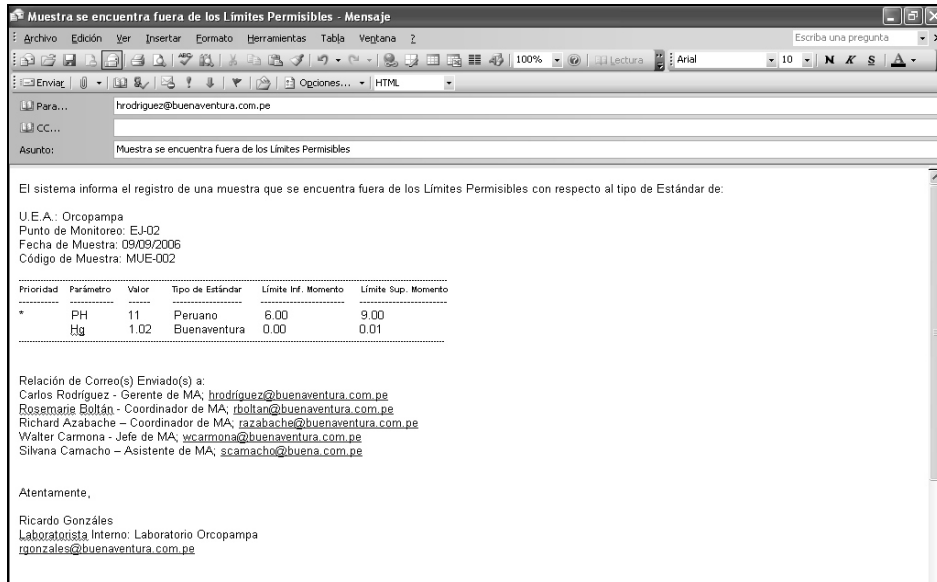 Muestra se encuentra fuera de los Límites Permisibles - Mensaje
Archivo Edición Ver Insertar Formato Herramientas Tabla Ventana ?
Escriba una pregunta
100% Lectura Arial 10 N K S A
Enviar Opciones... HTML
Para... hrodriguez@buenaventura.com.pe
CC...
Asunto: Muestra se encuentra fuera de los Límites Permisibles
El sistema informa el registro de una muestra que se encuentra fuera de los Límites Permisibles con respecto al tipo de Estándar de:
U.E.A.: Orcopampa
Punto de Monitoreo: EJ-02
Fecha de Muestra: 09/09/2006
Código de Muestra: MUE-002
Prioridad Parámetro Valor Tipo de Estándar Límite Inf. Momento Límite Sup. Momento
* PH 11 Peruano 6.00 9.00
Hg 1.02 Buenaventura 0.00 0.01
Relación de Correo(s) Enviado(s) a:
Carlos Rodríguez - Gerente de MA; hrodríguez@buenaventura.com.pe
Rosemarie Boltán - Coordinador de MA; rboltan@buenaventura.com.pe
Richard Azabache – Coordinador de MA; razabache@buenaventura.com.pe
Walter Carmona - Jefe de MA; wcarmona@buenaventura.com.pe
Silvana Camacho – Asistente de MA; scamacho@buena.com.pe
Atentamente,
Ricardo Gonzáles
Laboratorista Interno: Laboratorio Orcopampa
rgonzales@buenaventura.com.pe